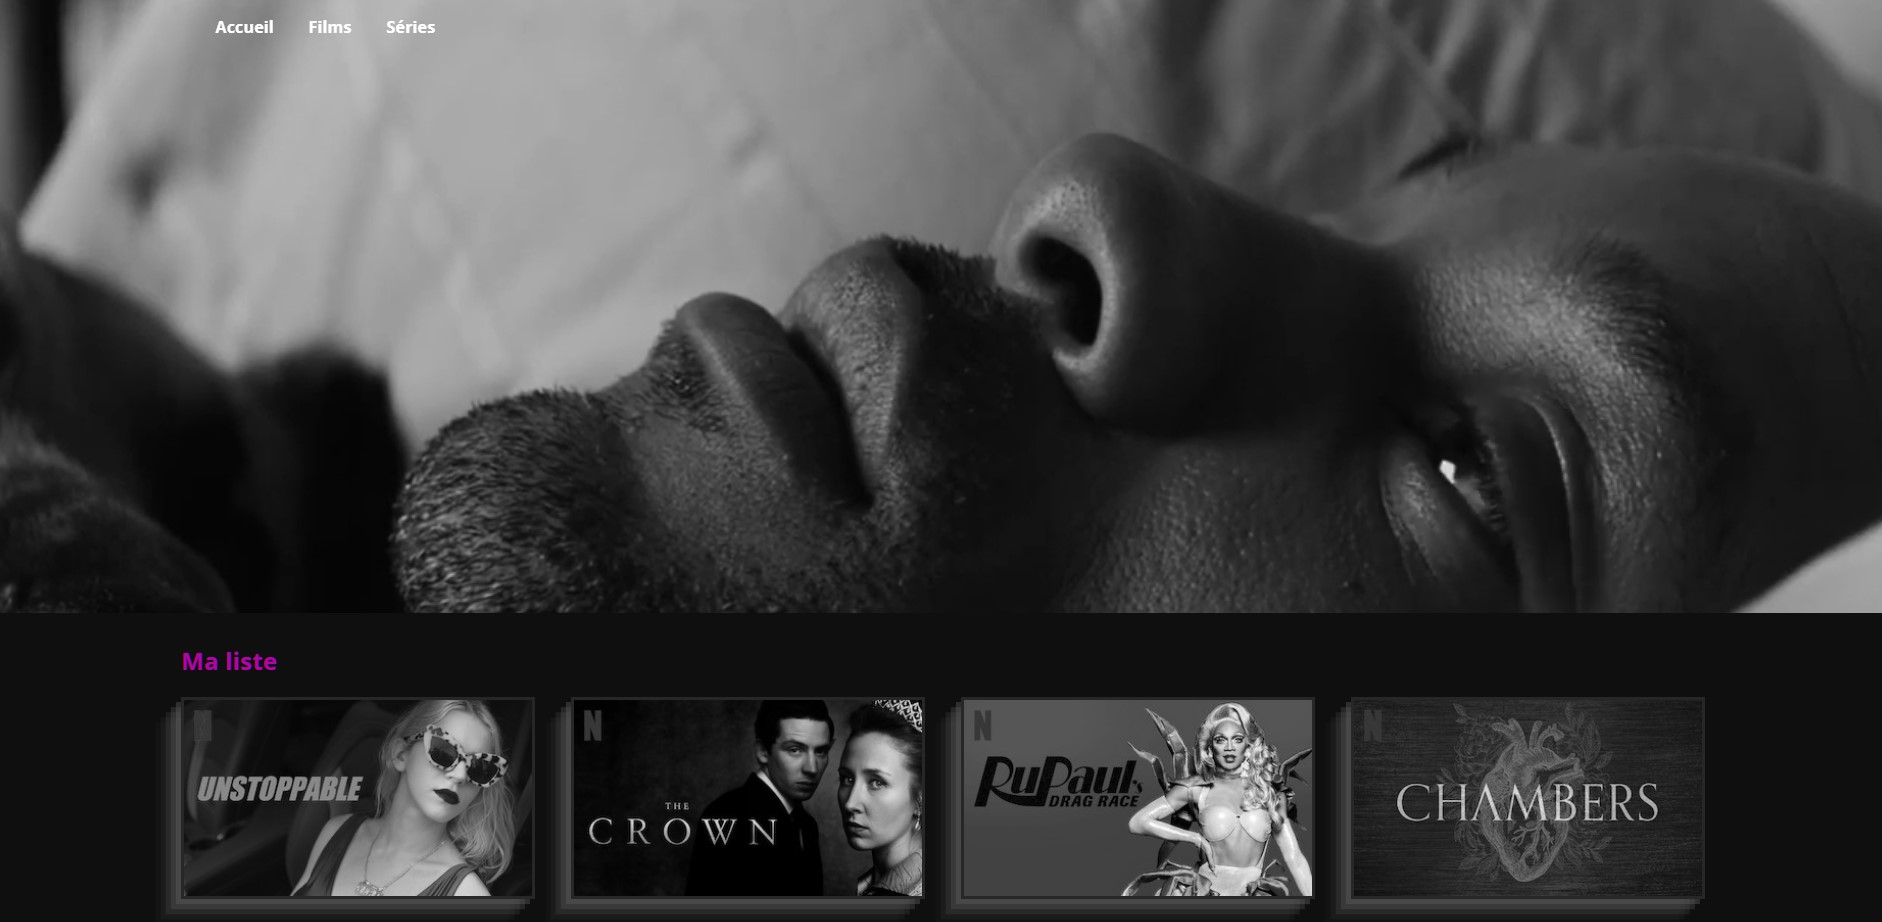 Accueil Films Séries
Ma liste
N
UNSTOPPABLE
N
THE
CROWN
N
RuPaul's
DRAG RACE
N
CHAMBERS